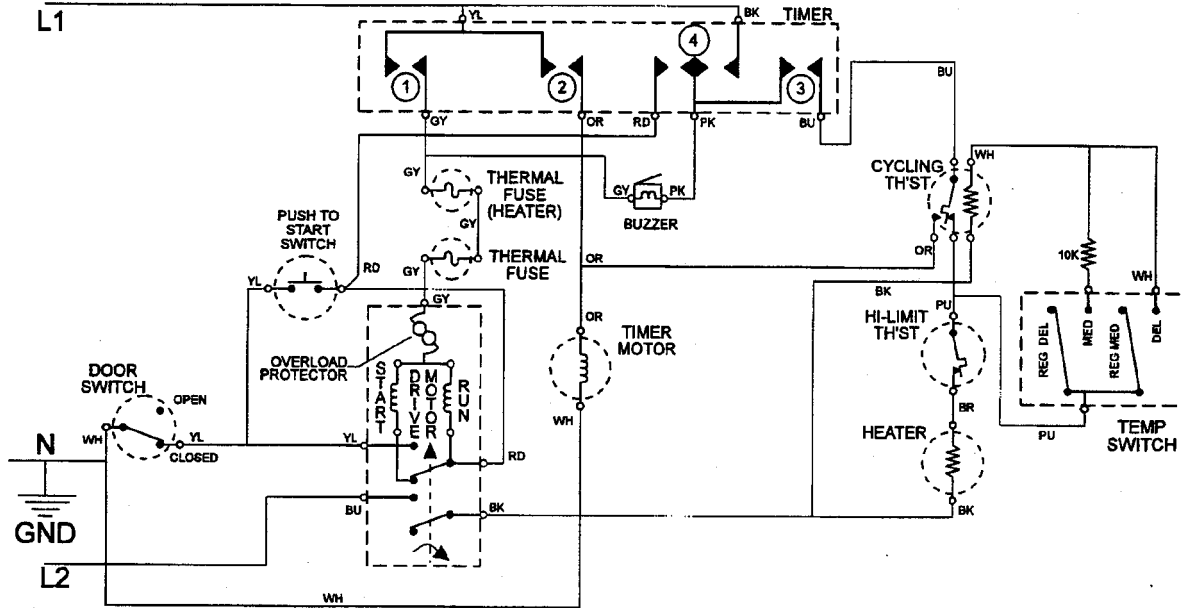 L1
YL
BK
TIMER
4
1
2
3
GY
OR
RD
PK
BU
BU
WH
CYCLING
TH'ST
GY
THERMAL
FUSE
(HEATER)
GY
PK
BUZZER
GY
PUSH TO
START
SWITCH
THERMAL
FUSE
GY
RD
YL
OR
OR
10K
WH
BK
PU
GY
HI-LIMIT
TH'ST
OR
TIMER
MOTOR
REG DEL
MED
REG MED
DEL
OVERLOAD
PROTECTOR
DOOR
SWITCH
START
DRIVE
MOTOR
RUN
OPEN
BR
WH
PU
TEMP
SWITCH
HEATER
N
WH
YL
CLOSED
YL
RD
BU
BK
BK
GND
L2
WH